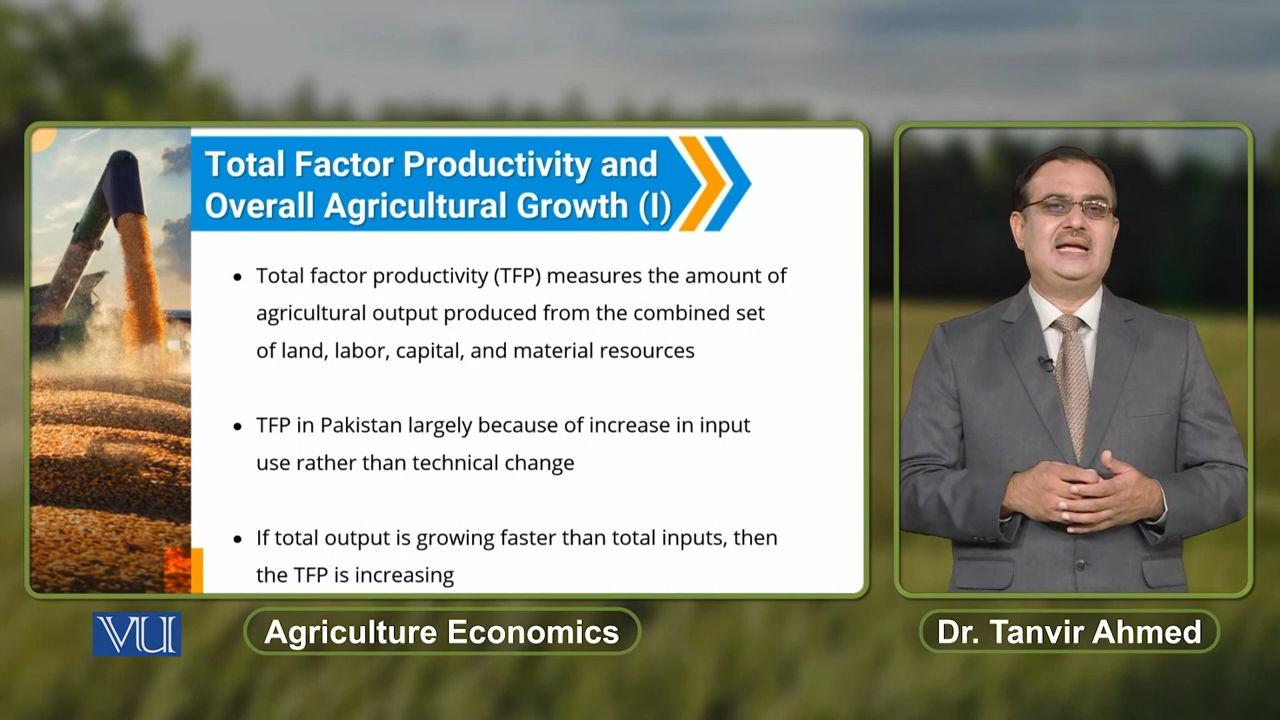 Total Factor Productivity and
Overall Agricultural Growth (I)
• Total factor productivity (TFP) measures the amount of
agricultural output produced from the combined set
of land, labor, capital, and material resources
• TFP in Pakistan largely because of increase in input
use rather than technical change
• If total output is growing faster than total inputs, then
the TFP is increasing
VU
Agriculture Economics
Dr. Tanvir Ahmed